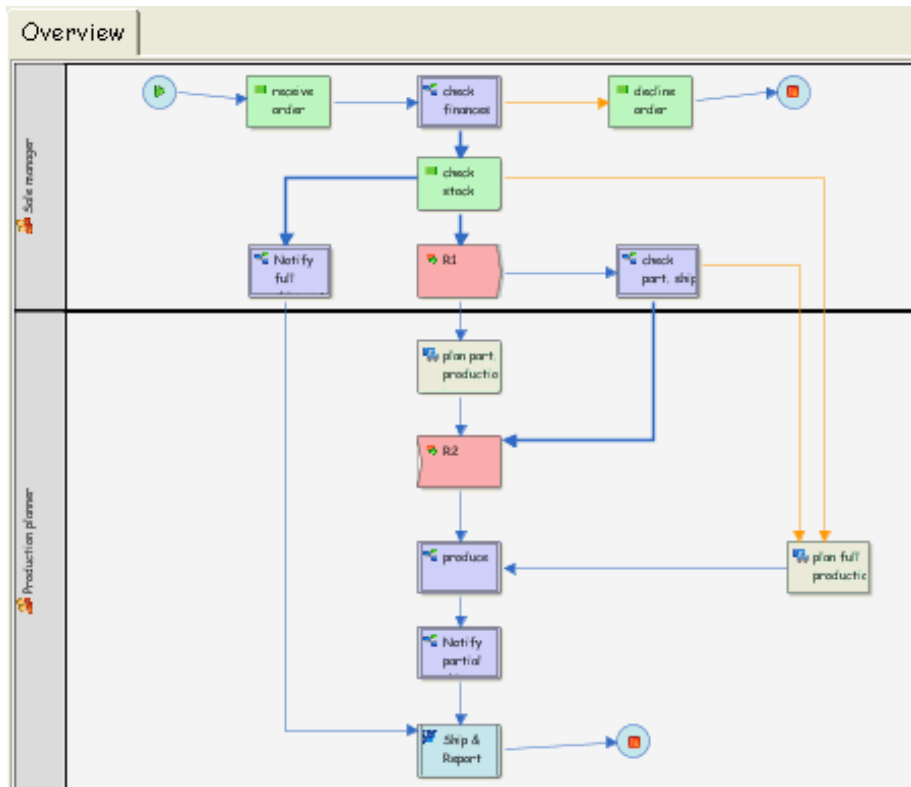 Overview
Sale manager
receive
order
check
finances
decline
order
check
stock
Notify
full
R1
check
part. ship
Production planner
plan part.
productio
R2
produce
plan full
productic
Notify
partial
Ship &
Report